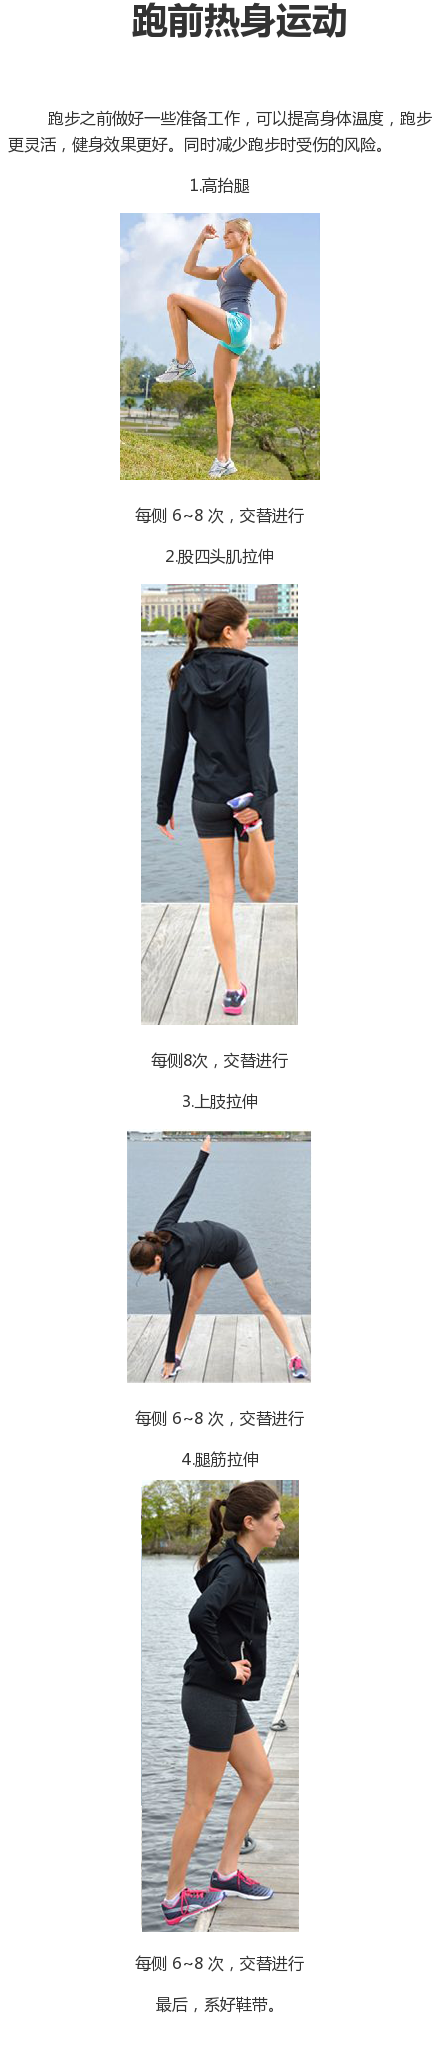 跑前热身运动
跑步之前做好一些准备工作，可以提高身体温度，跑步
更灵活，健身效果更好。同时减少跑步时受伤的风险。
1.高抬腿
每侧 6~8 次，交替进行
2.股四头肌拉伸
每侧8次，交替进行
3.上肢拉伸
每侧 6~8 次，交替进行
4.腿筋拉伸
每侧 6~8 次，交替进行
最后，系好鞋带。